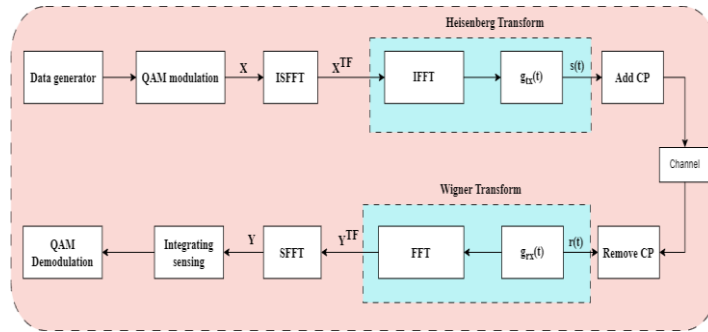 Heisenberg Transform
Data generator
QAM modulation
X
ISFFT
X^TF
IFFT
g_tx(t)
s(t)
Add CP
Channel
Wigner Transform
QAM
Demodulation
Integrating
sensing
Y
SFFT
Y^TF
FFT
g_rx(t)
r(t)
Remove CP